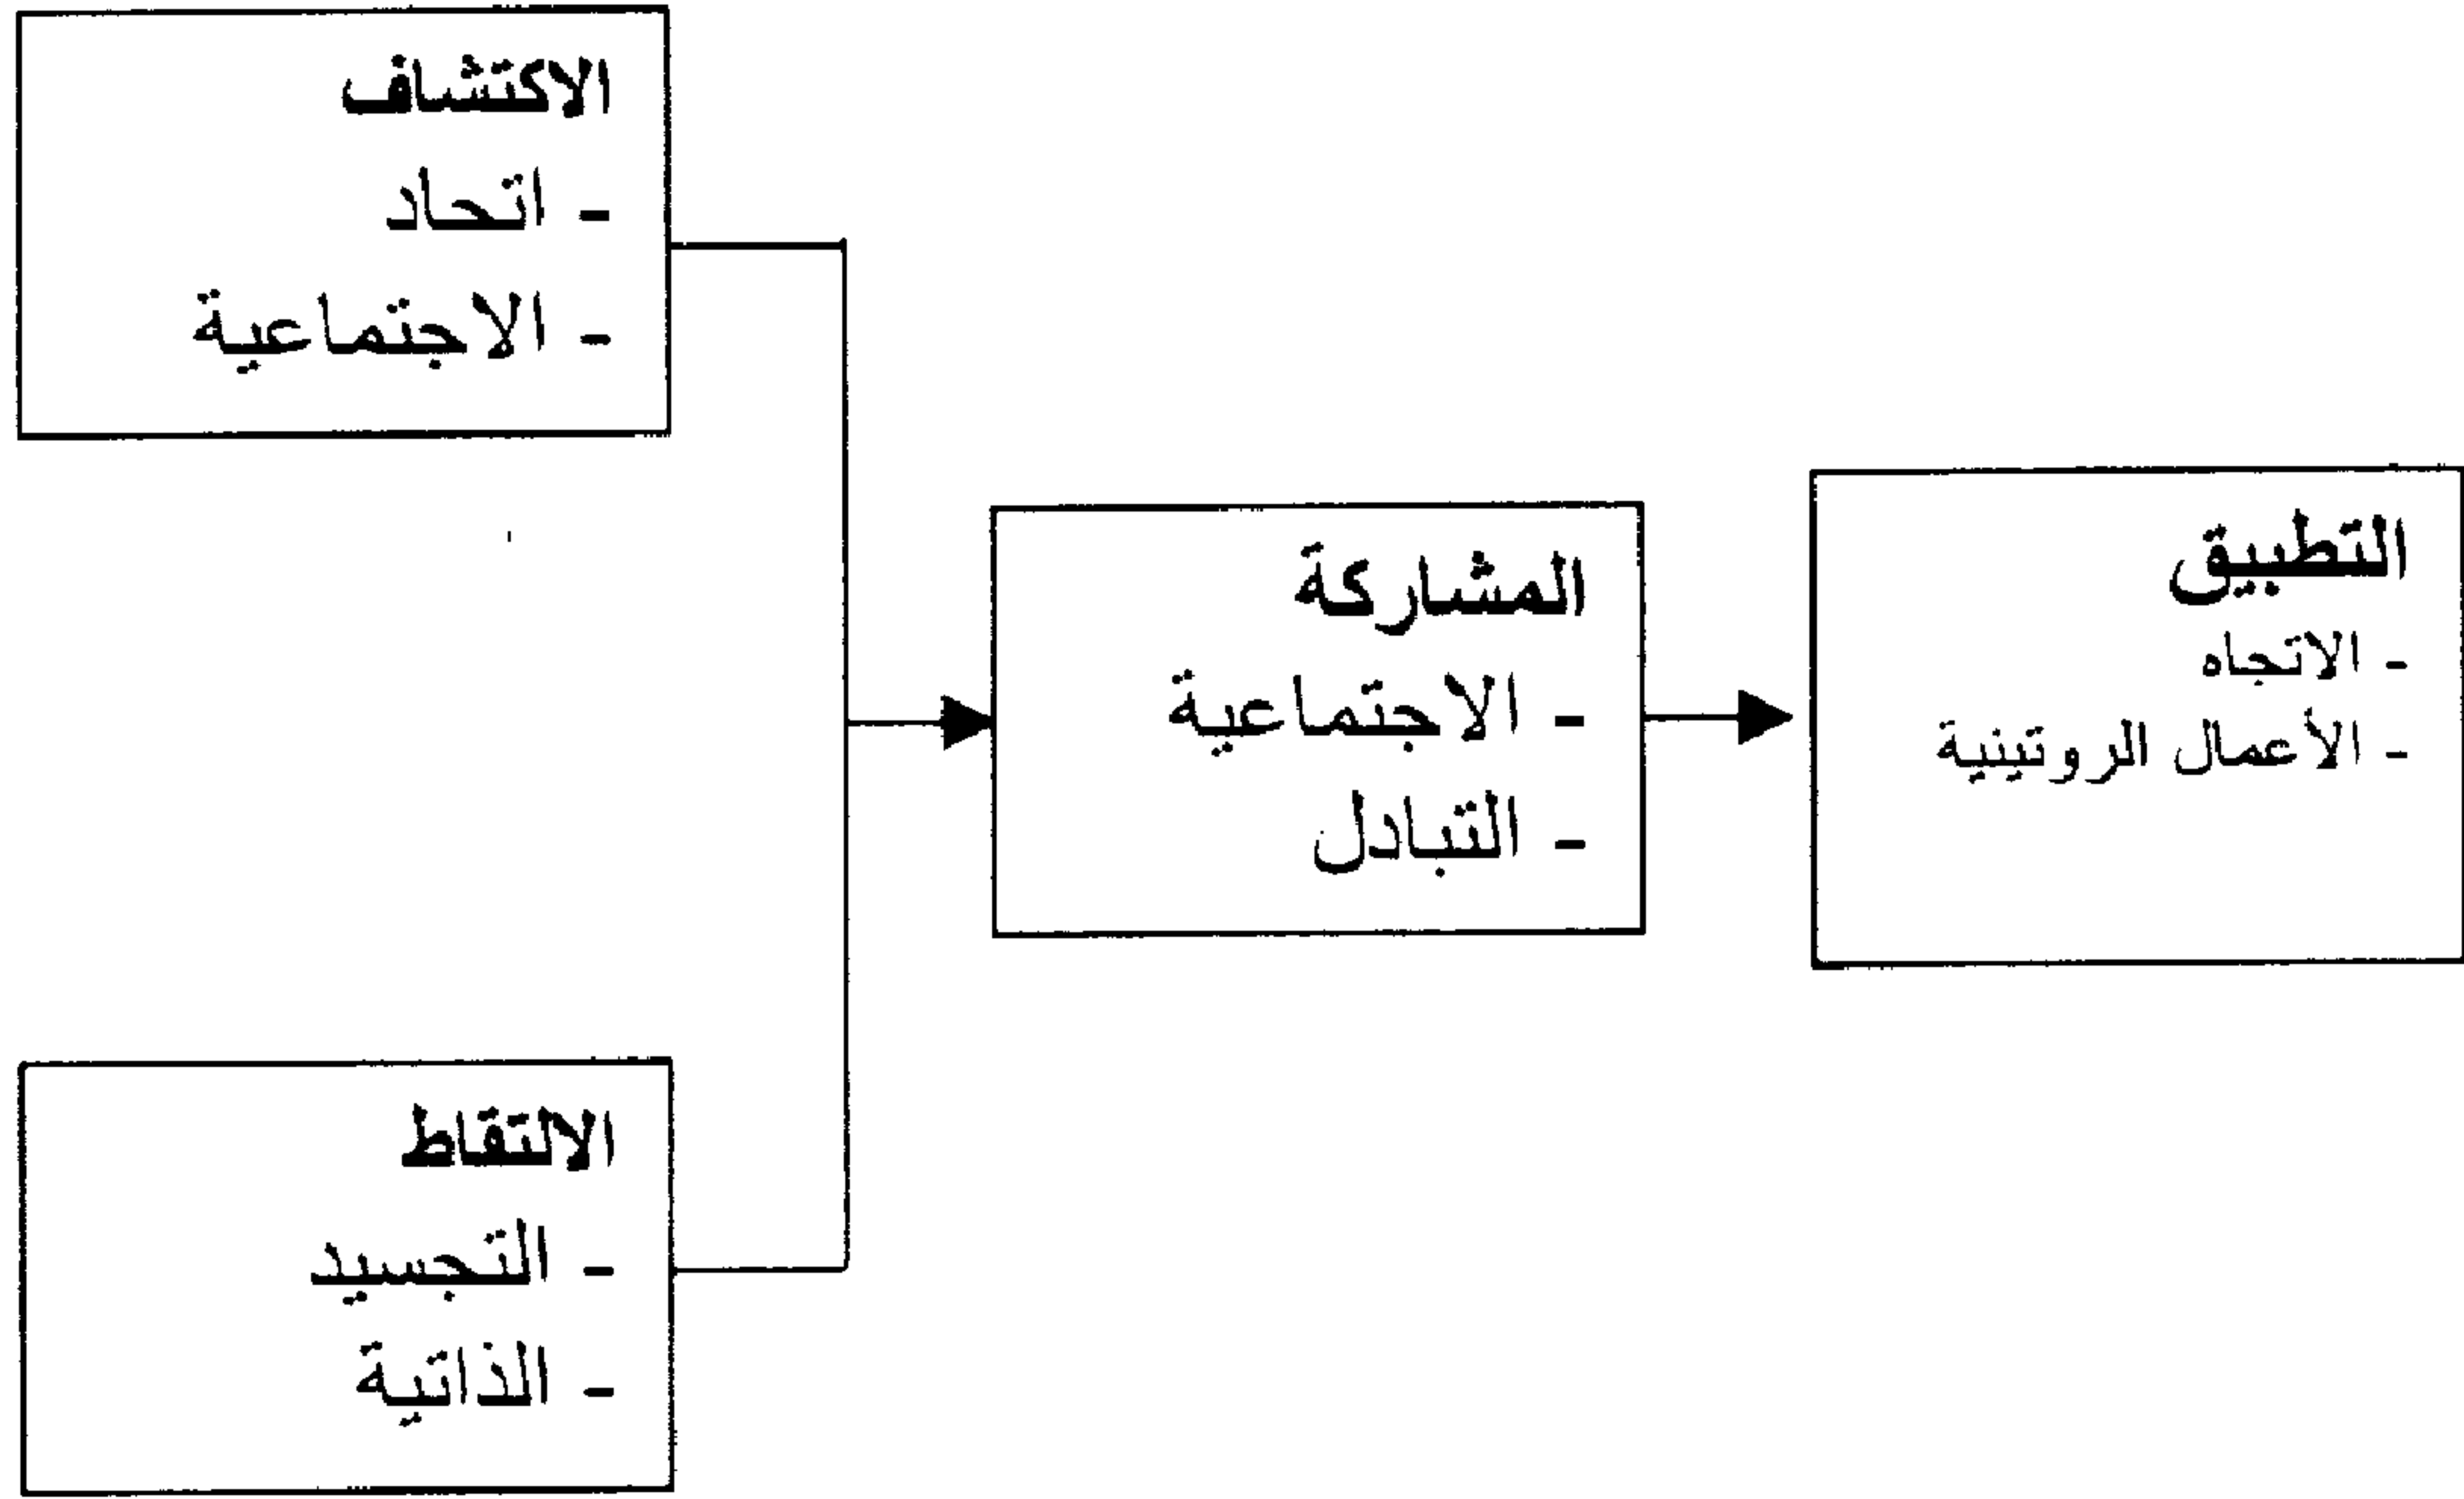 الاكتشاف
- اتحاد
- الاجتماعية
الالتقاط
- التجسيد
- الذاتية
المشاركة
- الاجتماعية
- التبادل
التطبيق
- الاتجاه
- الأعمال الروتينية